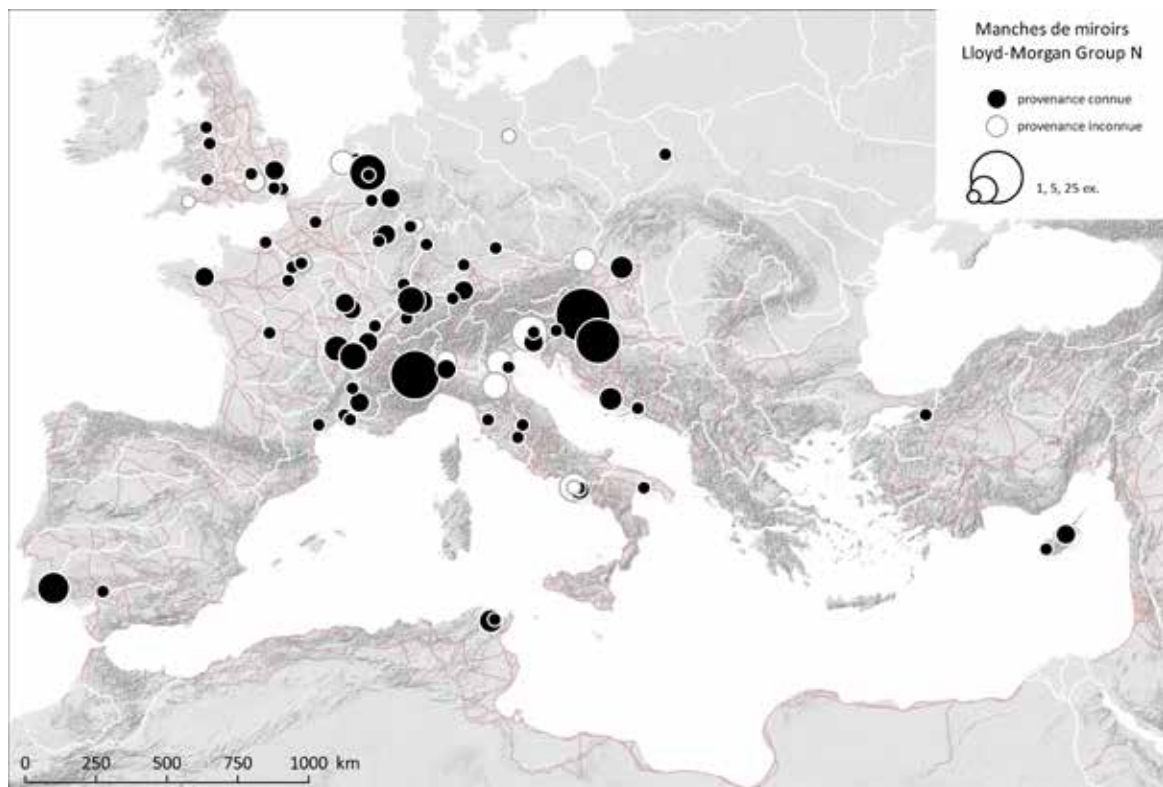 Manches de miroirs
Lloyd-Morgan Group N
provenance connue
provenance inconnue
1, 5, 25 ex.
0 250 500 750 1000 km